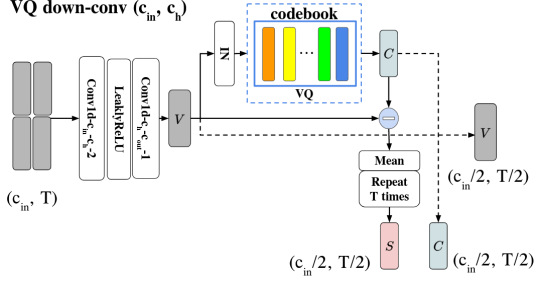 VQ down-conv (c_in, c_h)
codebook
IN
...
VQ
C
Conv1d-c_in-c_h-2
LeaklyReLU
Conv1d-c_h-c_out-1
V
V
Mean
Repeat
T times
(c_in/2, T/2)
(c_in, T)
S
C
(c_in/2, T/2)
(c_in/2, T/2)